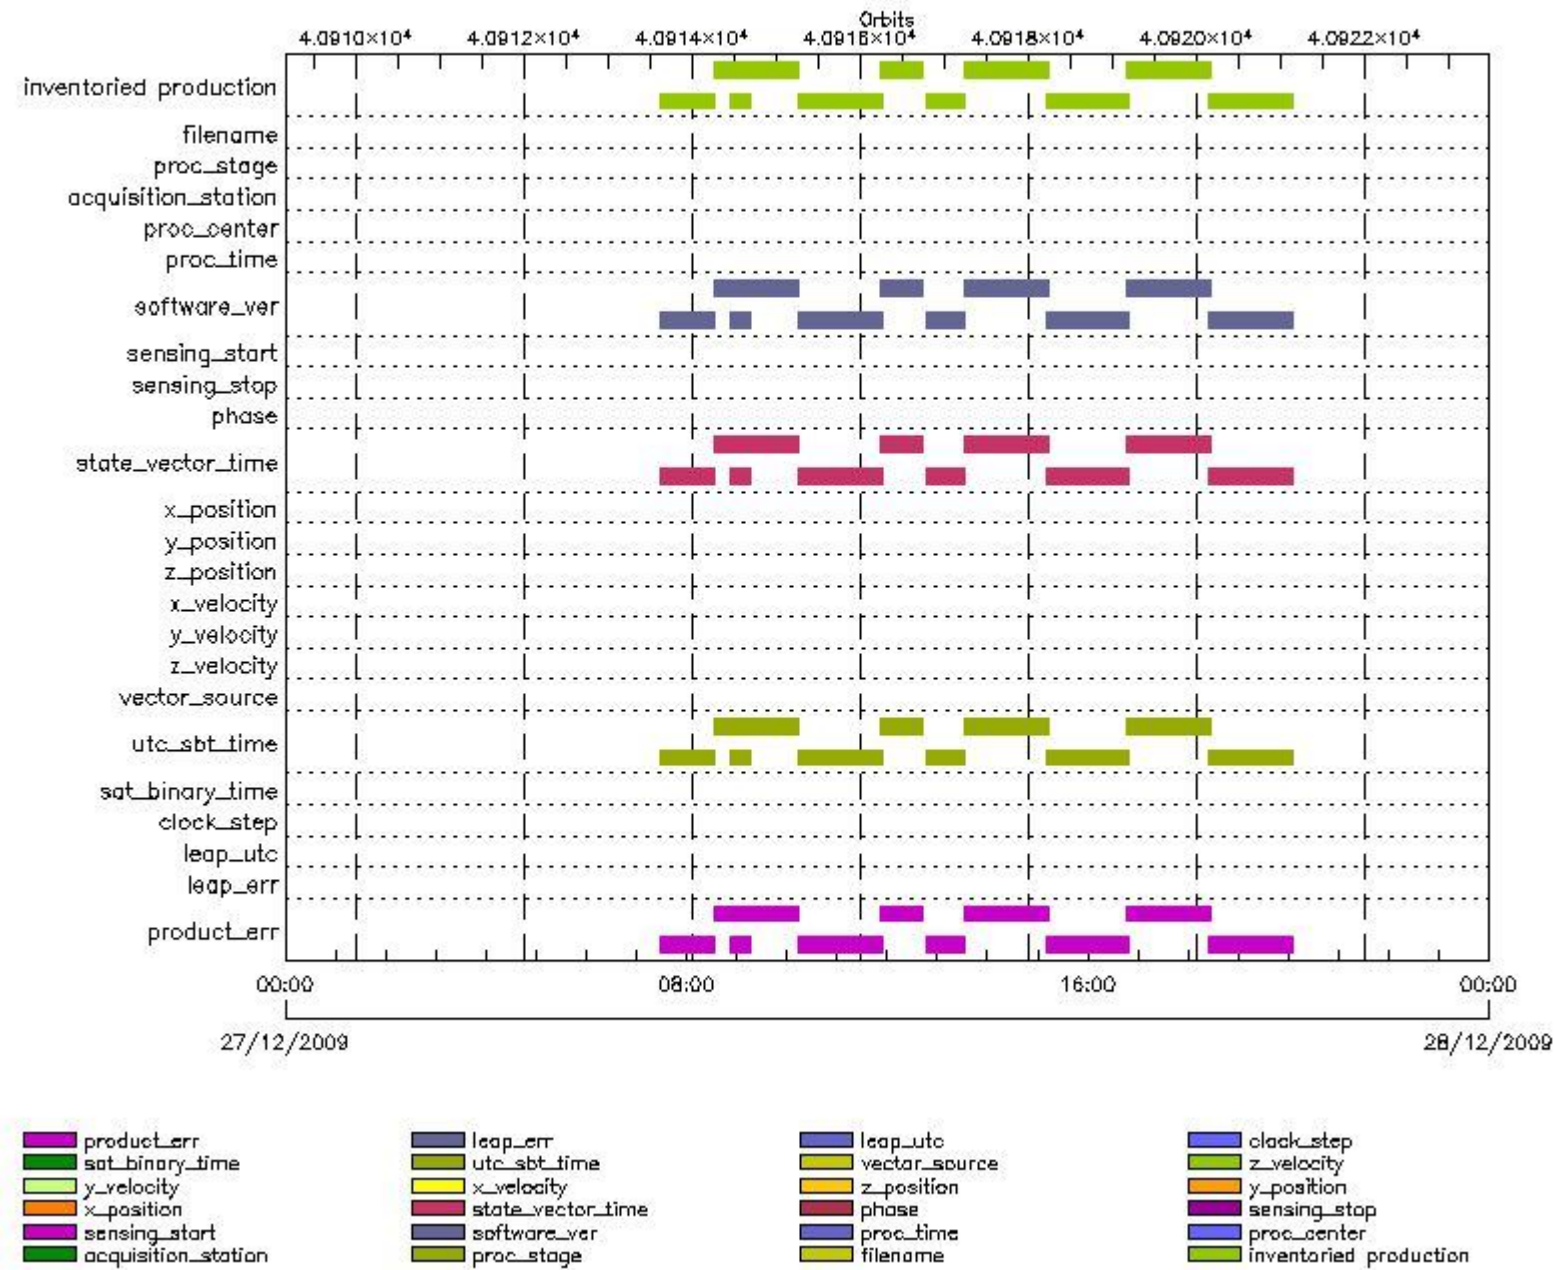 Orbits
4.0910×10⁴ 4.0912×10⁴ 4.0914×10⁴ 4.0916×10⁴ 4.0918×10⁴ 4.0920×10⁴ 4.0922×10⁴
inventoried production
filename
proc_stage
acquisition_station
proc_center
proc_time
software_ver
sensing_start
sensing_stop
phase
state_vector_time
x_position
y_position
z_position
x_velocity
y_velocity
z_velocity
vector_source
utc_sbt_time
sat_binary_time
clock_step
leap_utc
leap_err
product_err
00:00 08:00 16:00 00:00
27/12/2009 28/12/2009
product_err leap_err leap_utc clock_step
sat_binary_time utc_sbt_time vector_source z_velocity
y_velocity x_velocity z_position y_position
x_position state_vector_time phase sensing_stop
sensing_start software_ver proc_time proc_center
acquisition_station proc_stage filename inventoried production